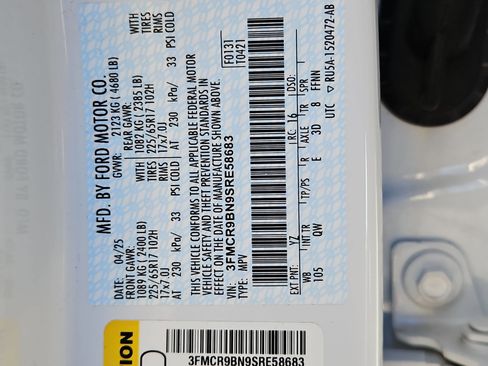 MFD. BY FORD MOTOR CO.
DATE: 04/25 GVWR: 2123 KG ( 4680 LB)
FRONT GAWR: REAR GAWR:
1089 KG ( 2400 LB) 1082 KG ( 2385 LB)
WITH WITH
225/65R17 102H TIRES 225/65R17 102H TIRES
17x7.0J RIMS 17x7.0J RIMS
AT 230 kPa/ 33 PSI COLD AT 230 kPa/ 33 PSI COLD
THIS VEHICLE CONFORMS TO ALL APPLICABLE FEDERAL MOTOR
VEHICLE SAFETY AND THEFT PREVENTION STANDARDS IN
EFFECT ON THE DATE OF MANUFACTURE SHOWN ABOVE.
VIN: 3FMCR9BN9SRE58683 F0131
TYPE: MPV T0421
EXT PNT: YZ RC: 16 DSO:
WB INT TR TP/PS R AXLE TR SPR
105 QW E 3D 8 FFNN
UTC ▽ RU5A-1520472-AB
ION
3FMCR9BN9SRE58683